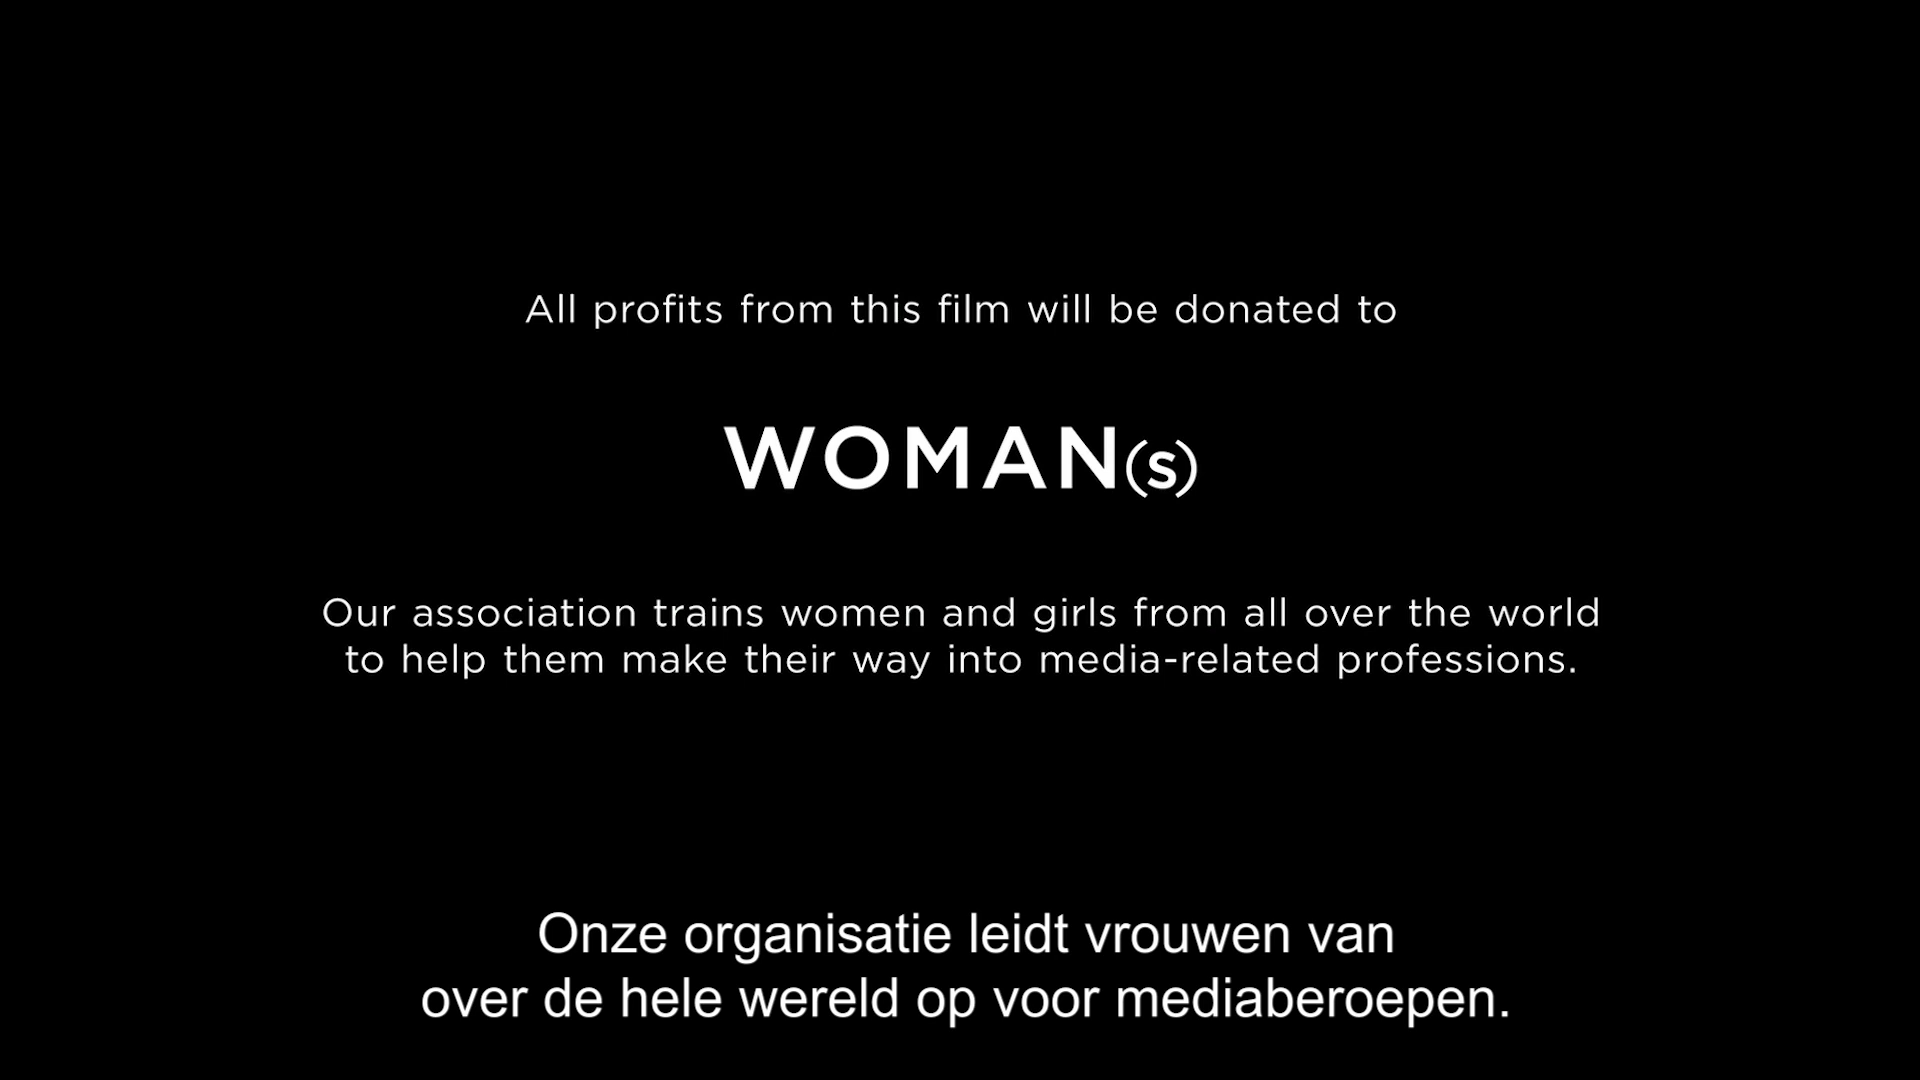 All profits from this film will be donated to
WOMAN(s)
Our association trains women and girls from all over the world
to help them make their way into media-related professions.
Onze organisatie leidt vrouwen van
over de hele wereld op voor mediaberoepen.